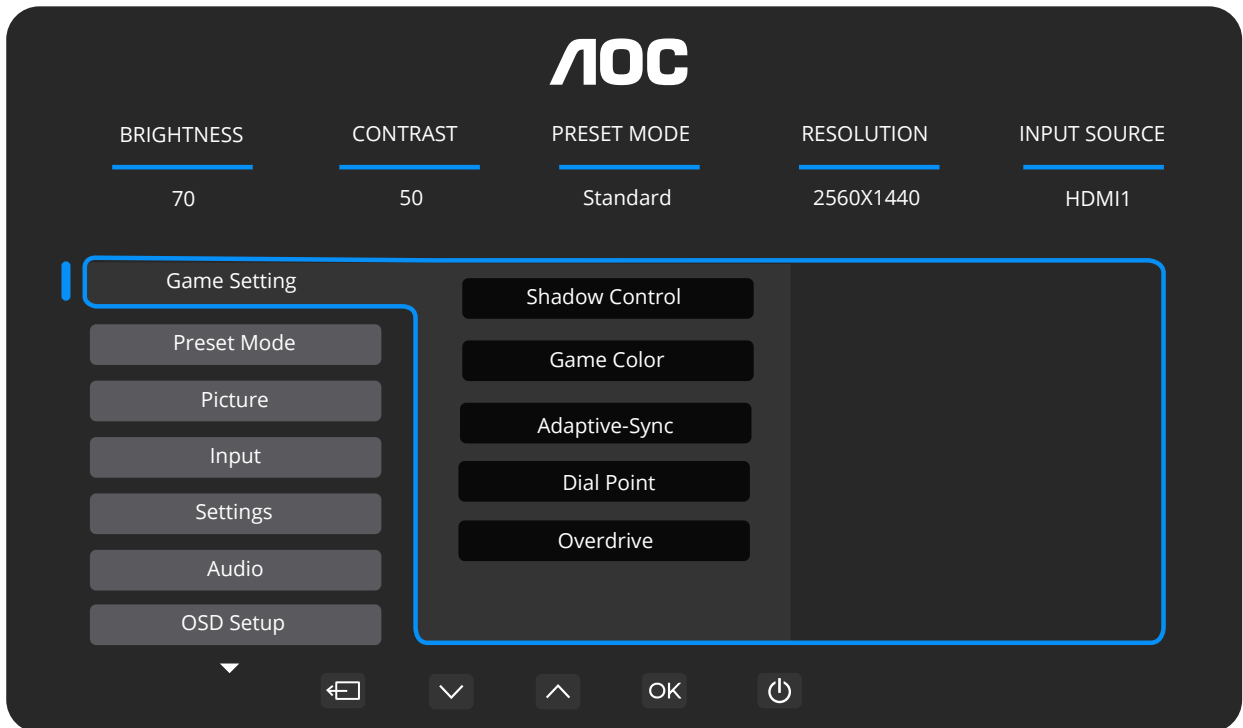 AOC
BRIGHTNESS CONTRAST PRESET MODE RESOLUTION INPUT SOURCE
70 50 Standard 2560X1440 HDMI1
Game Setting
Preset Mode
Picture
Input
Settings
Audio
OSD Setup
Shadow Control
Game Color
Adaptive-Sync
Dial Point
Overdrive
OK